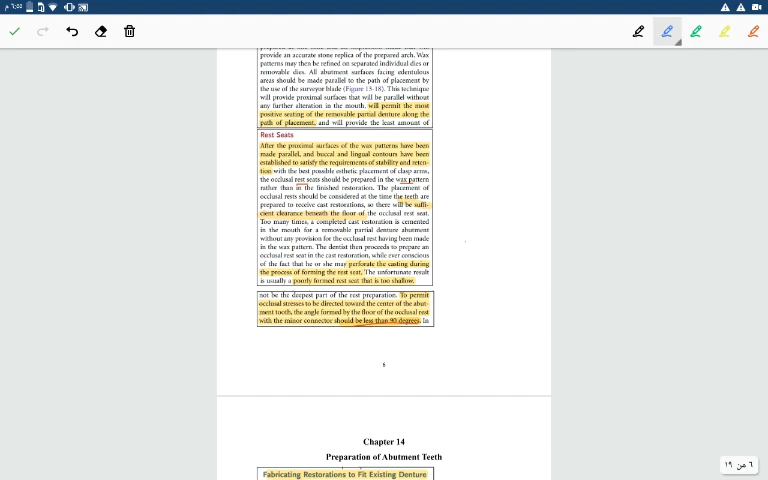 ٦:٥٢ م
provide an accurate stone replica of the prepared arch. Wax
patterns may then be refined on separated individual dies or
removable dies. All abutment surfaces facing edentulous
areas should be made parallel to the path of placement by
the use of the surveyor blade (Figure 13-18). This technique
will provide proximal surfaces that will be parallel without
any further alteration in the mouth, will permit the most
positive seating of the removable partial denture along the
path of placement, and will provide the least amount of
Rest Seats
After the proximal surfaces of the wax patterns have been
made parallel, and buccal and lingual contours have been
established to satisfy the requirements of stability and reten-
tion with the best possible esthetic placement of clasp arms,
the occlusal rest seats should be prepared in the wax pattern
rather than in the finished restoration. The placement of
occlusal rests should be considered at the time the teeth are
prepared to receive cast restorations, so there will be suffi-
cient clearance beneath the floor of the occlusal rest seat.
Too many times, a completed cast restoration is cemented
in the mouth for a removable partial denture abutment
without any provision for the occlusal rest having been made
in the wax pattern. The dentist then proceeds to prepare an
occlusal rest seat in the cast restoration, while ever conscious
of the fact that he or she may perforate the casting during
the process of forming the rest seat. The unfortunate result
is usually a poorly formed rest seat that is too shallow.
not be the deepest part of the rest preparation. To permit
occlusal stresses to be directed toward the center of the abut-
ment tooth, the angle formed by the floor of the occlusal rest
with the minor connector should be less than 90 degrees. In
6
Chapter 14
Preparation of Abutment Teeth
Fabricating Restorations to Fit Existing Denture
٦ من ١٩